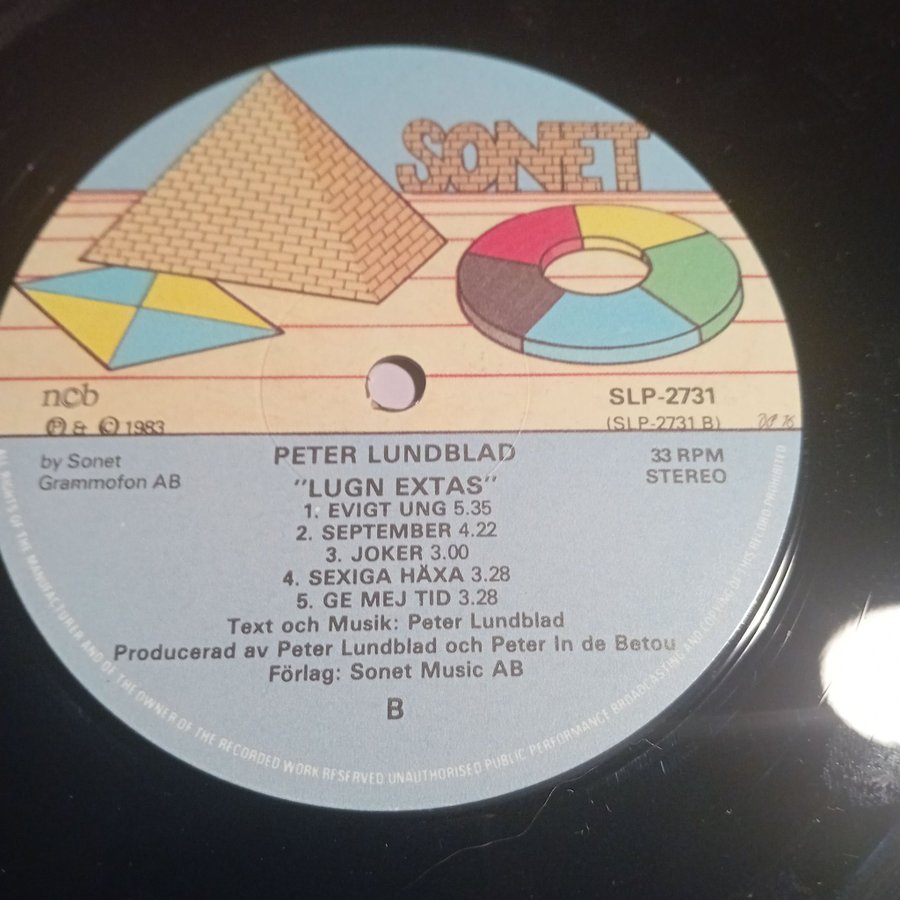 SONET
ncb
SLP-2731
Ⓟ & © 1983
(SLP-2731 B)
by Sonet
Grammofon AB
PETER LUNDBLAD
33 RPM
STEREO
"LUGN EXTAS"
1. EVIGT UNG 5.35
2. SEPTEMBER 4.22
3. JOKER 3.00
4. SEXIGA HÄXA 3.28
5. GE MEJ TID 3.28
Text och Musik: Peter Lundblad
Producerad av Peter Lundblad och Peter In de Betou
Förlag: Sonet Music AB
B
ALL RIGHTS OF THE MANUFACTURER AND OF THE OWNER OF THE RECORDED WORK RESERVED UNAUTHORISED PUBLIC PERFORMANCE BROADCASTING AND COPYING OF THIS RECORD PROHIBITED